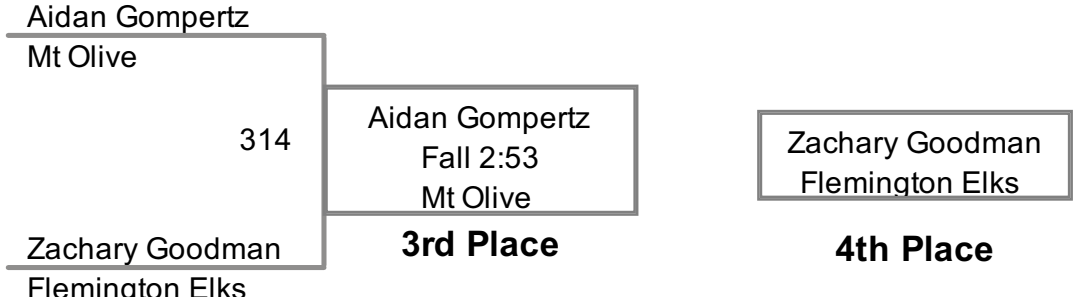 Aidan Gompertz
Mt Olive
314
Aidan Gompertz
Fall 2:53
Mt Olive
3rd Place
Zachary Goodman
Flemington Elks
Zachary Goodman
Flemington Elks
4th Place